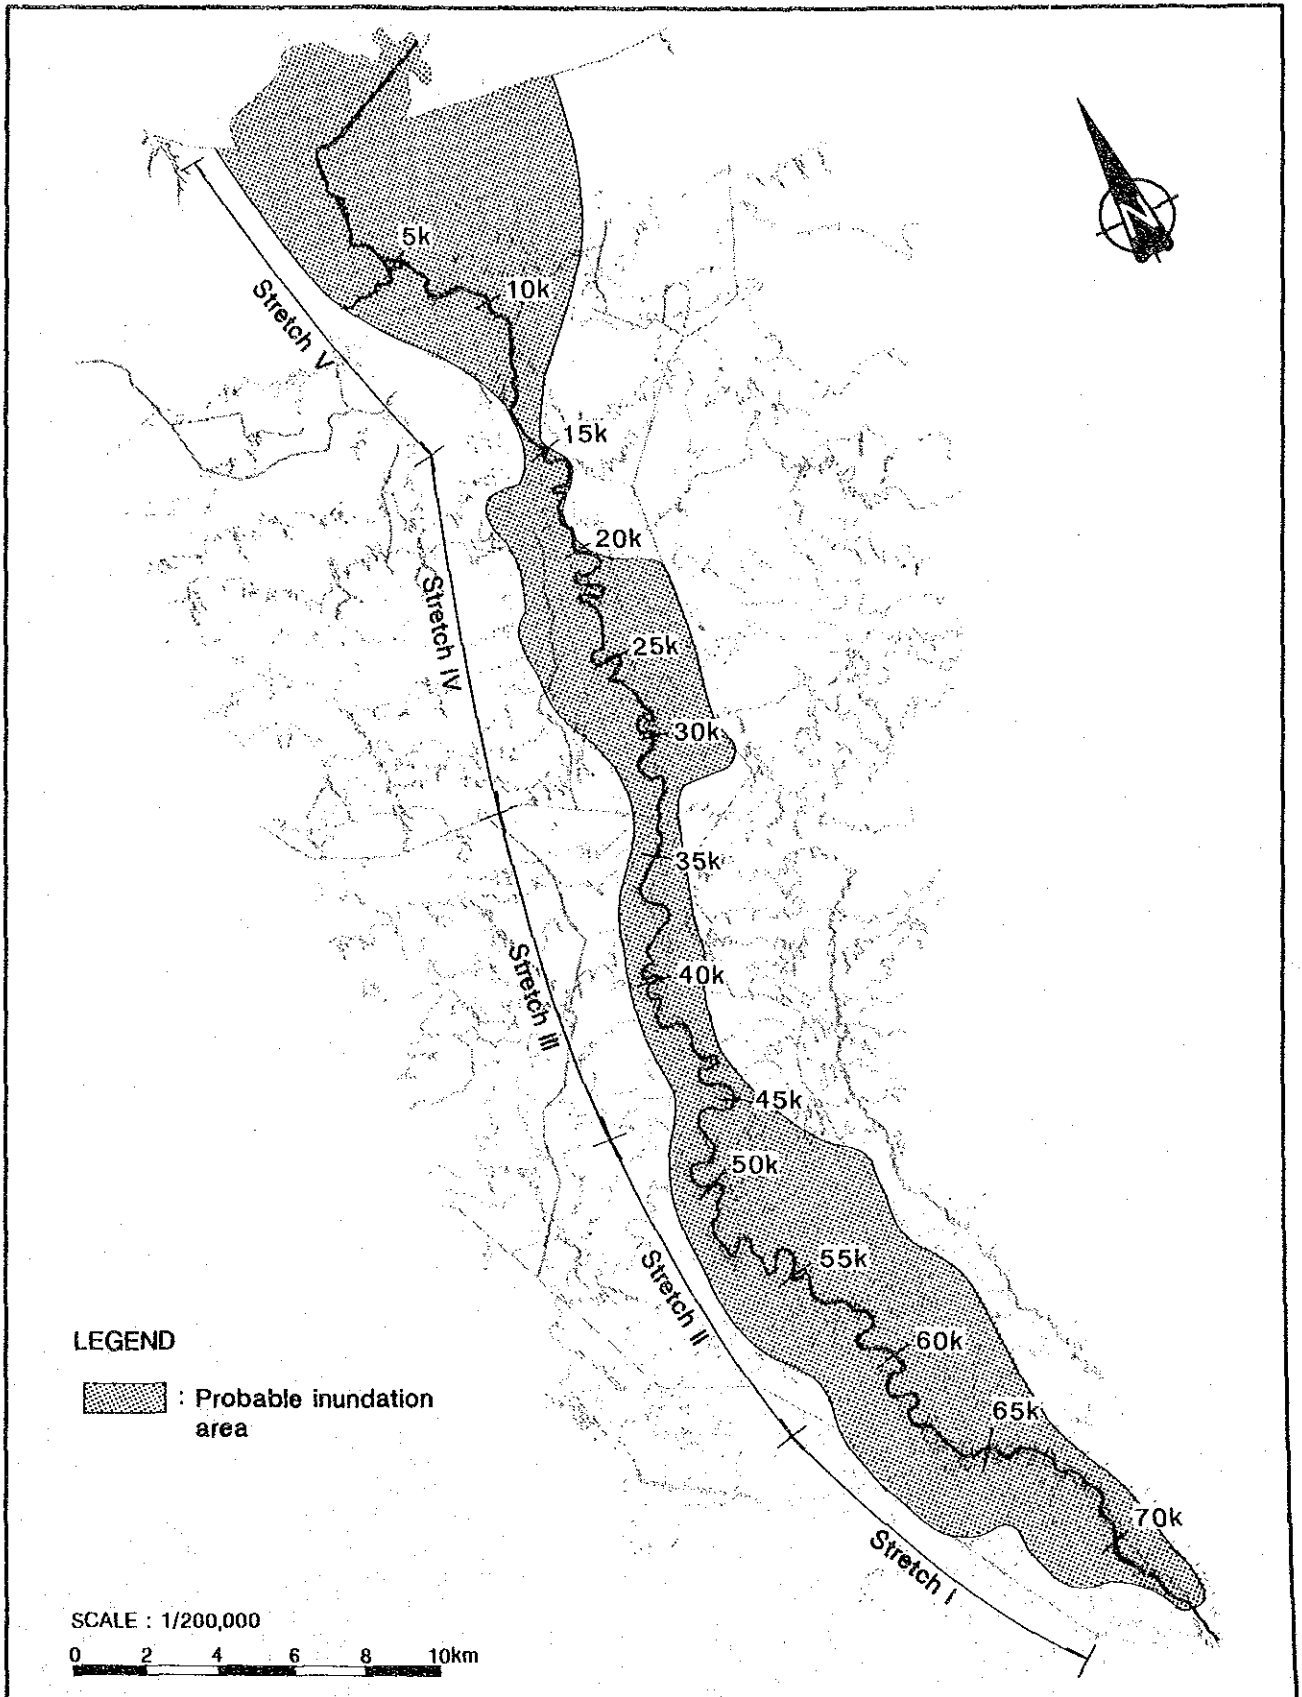 5k
10k
Stretch V
15k
20k
Stretch IV
25k
30k
35k
Stretch III
40k
45k
50k
Stretch II
55k
LEGEND
60k
: Probable inundation
area
65k
70k
Stretch I
SCALE : 1/200,000
0 2 4 6 8 10km
N